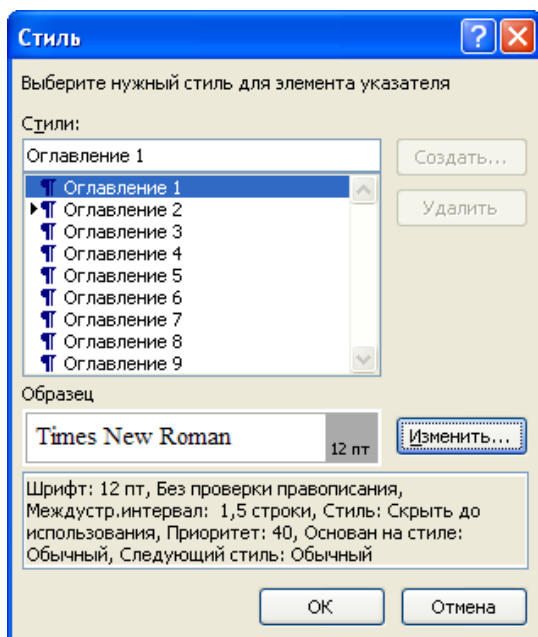 Стиль
Выберите нужный стиль для элемента указателя
Стили:
Оглавление 1
Создать...
Оглавление 1
Оглавление 2
Удалить
Оглавление 3
Оглавление 4
Оглавление 5
Оглавление 6
Оглавление 7
Оглавление 8
Оглавление 9
Образец
Times New Roman
12 пт
Изменить...
Шрифт: 12 пт, Без проверки правописания,
Междустр.интервал:  1,5 строки, Стиль: Скрыть до
использования, Приоритет: 40, Основан на стиле:
Обычный, Следующий стиль: Обычный
ОК
Отмена